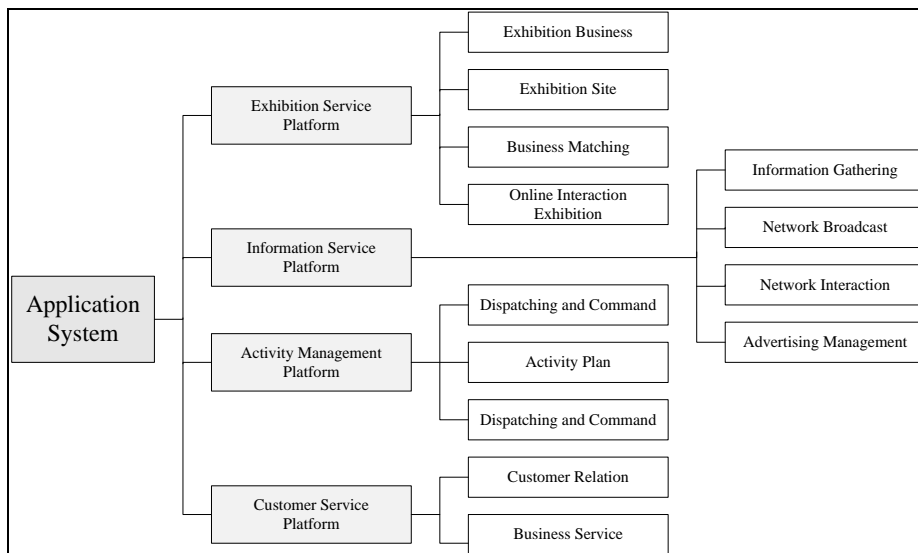 Application
System
Exhibition Service
Platform
Exhibition Business
Exhibition Site
Business Matching
Online Interaction
Exhibition
Information Service
Platform
Information Gathering
Network Broadcast
Network Interaction
Advertising Management
Activity Management
Platform
Dispatching and Command
Activity Plan
Dispatching and Command
Customer Service
Platform
Customer Relation
Business Service